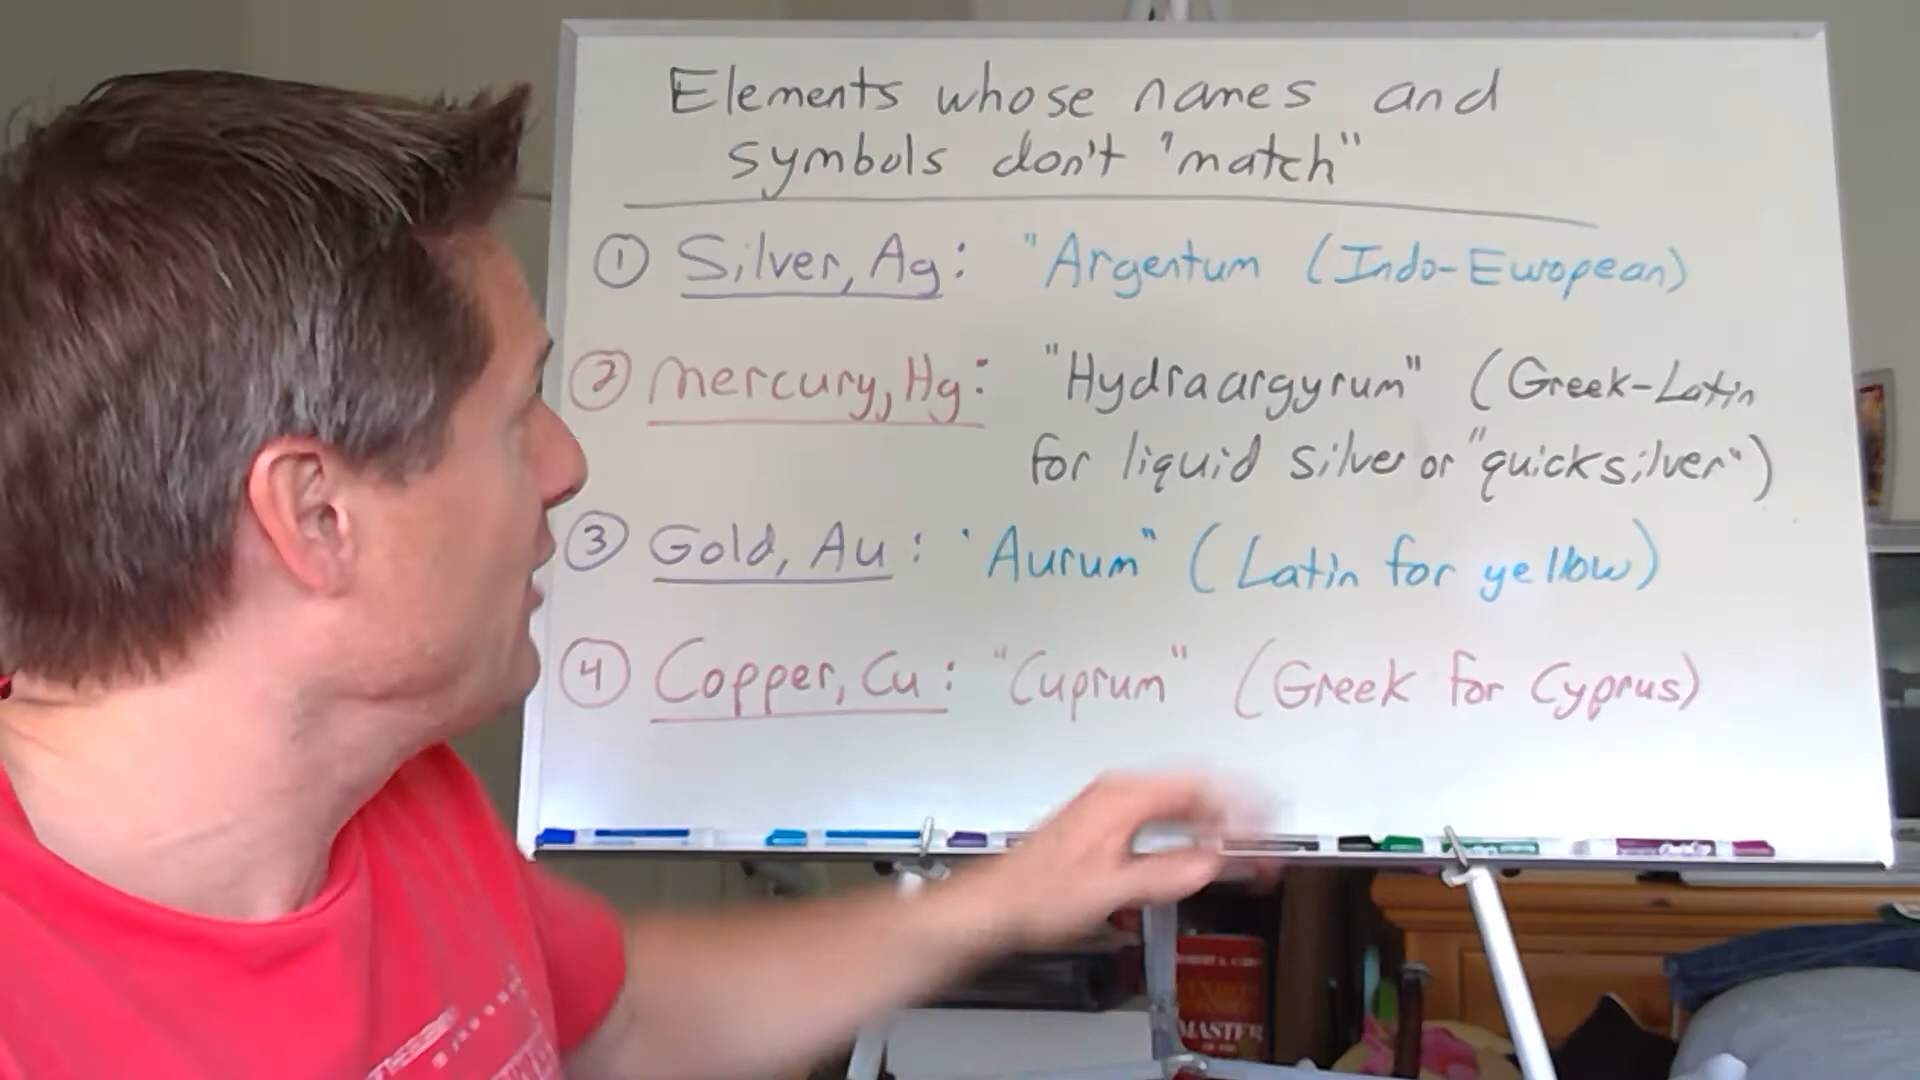 Elements whose names and
symbols don't "match"
① Silver, Ag: "Argentum (Indo-European)
② Mercury, Hg: "Hydraargyrum" (Greek-Latin
for liquid silver or "quicksilver")
③ Gold, Au: 'Aurum" (Latin for yellow)
④ Copper, Cu: "Cuprum" (Greek for Cyprus)
MASTER